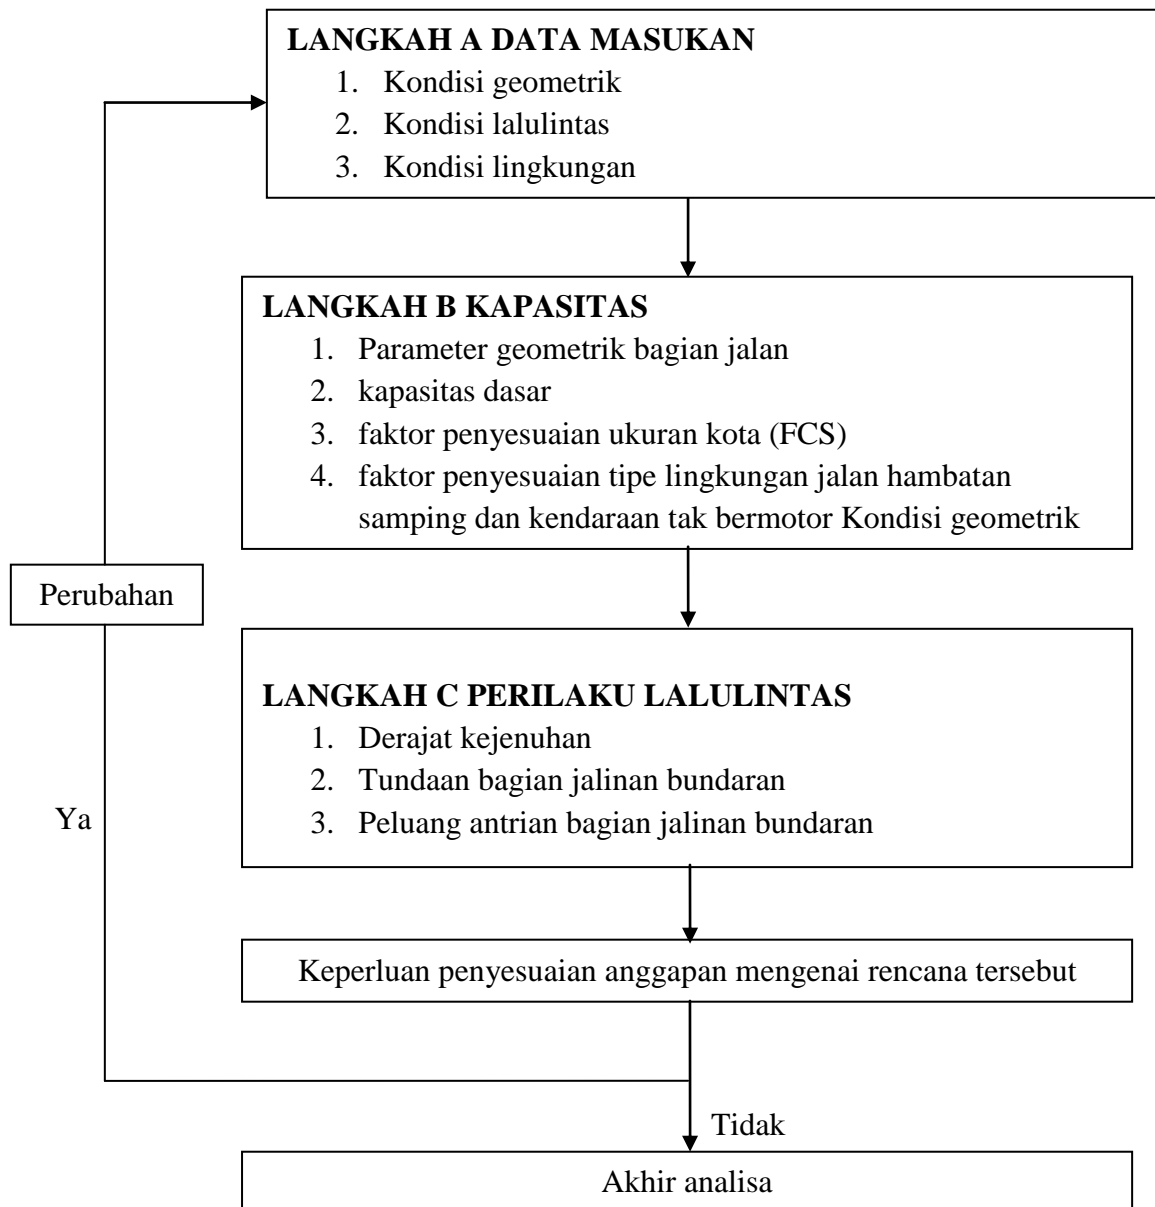 LANGKAH A DATA MASUKAN
1. Kondisi geometrik
2. Kondisi lalulintas
3. Kondisi lingkungan
LANGKAH B KAPASITAS
1. Parameter geometrik bagian jalan
2. kapasitas dasar
3. faktor penyesuaian ukuran kota (FCS)
4. faktor penyesuaian tipe lingkungan jalan hambatan
samping dan kendaraan tak bermotor Kondisi geometrik
Perubahan
LANGKAH C PERILAKU LALULINTAS
1. Derajat kejenuhan
2. Tundaan bagian jalinan bundaran
3. Peluang antrian bagian jalinan bundaran
Ya
Keperluan penyesuaian anggapan mengenai rencana tersebut
Tidak
Akhir analisa